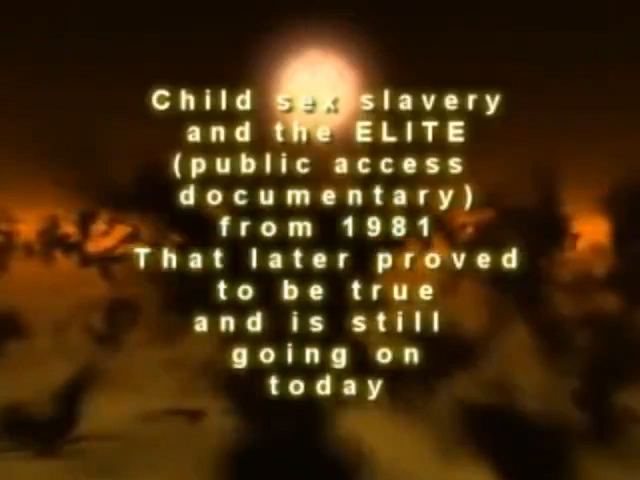 Child sex slavery
and the ELITE
(public access
documentary)
from 1981
That later proved
to be true
and is still
going on
today